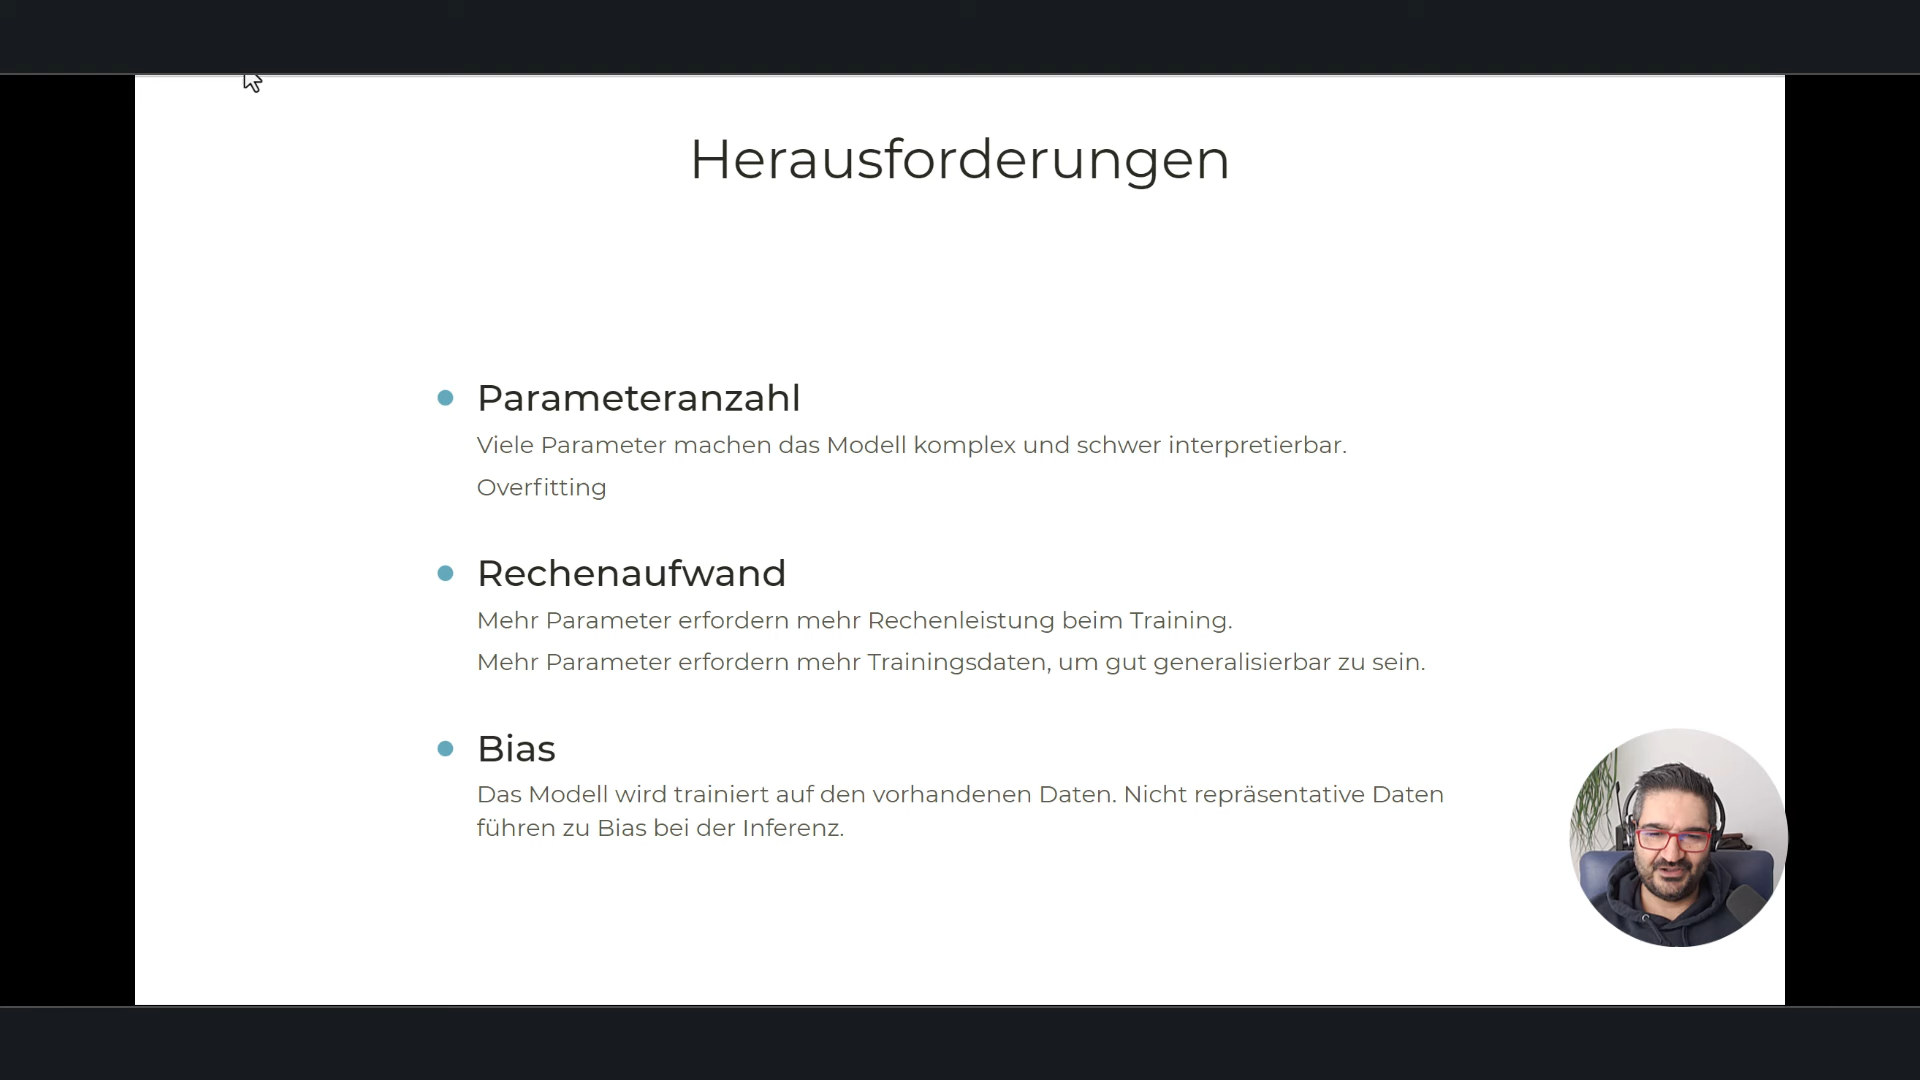 Herausforderungen
Parameteranzahl
Viele Parameter machen das Modell komplex und schwer interpretierbar.
Overfitting
Rechenaufwand
Mehr Parameter erfordern mehr Rechenleistung beim Training.
Mehr Parameter erfordern mehr Trainingsdaten, um gut generalisierbar zu sein.
Bias
Das Modell wird trainiert auf den vorhandenen Daten. Nicht repräsentative Daten
führen zu Bias bei der Inferenz.